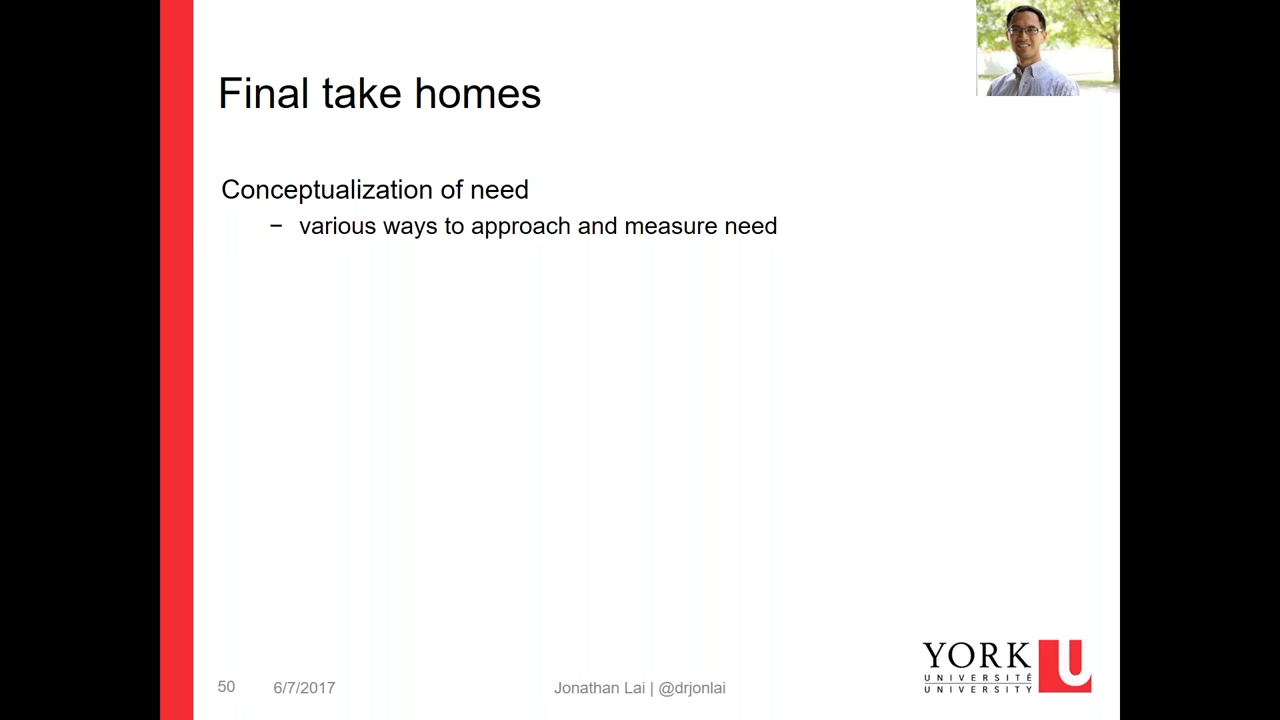 Final take homes
Conceptualization of need
− various ways to approach and measure need
50 6/7/2017 Jonathan Lai | @drjonlai
YORK U
UNIVERSITÉ
UNIVERSITY